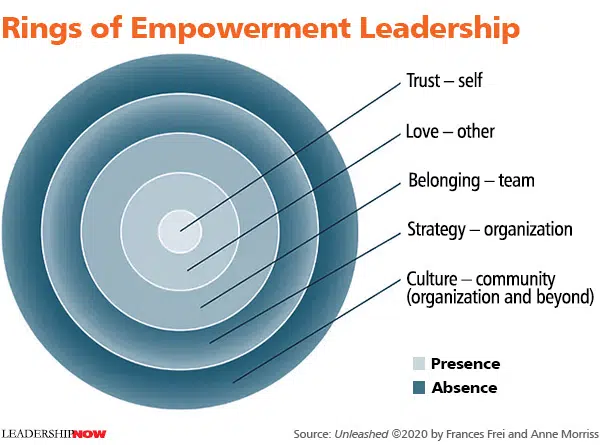 Rings of Empowerment Leadership
Trust – self
Love – other
Belonging – team
Strategy – organization
Culture – community
(organization and beyond)
Presence
Absence
LEADERSHIPNOW
Source: Unleashed ©2020 by Frances Frei and Anne Morriss